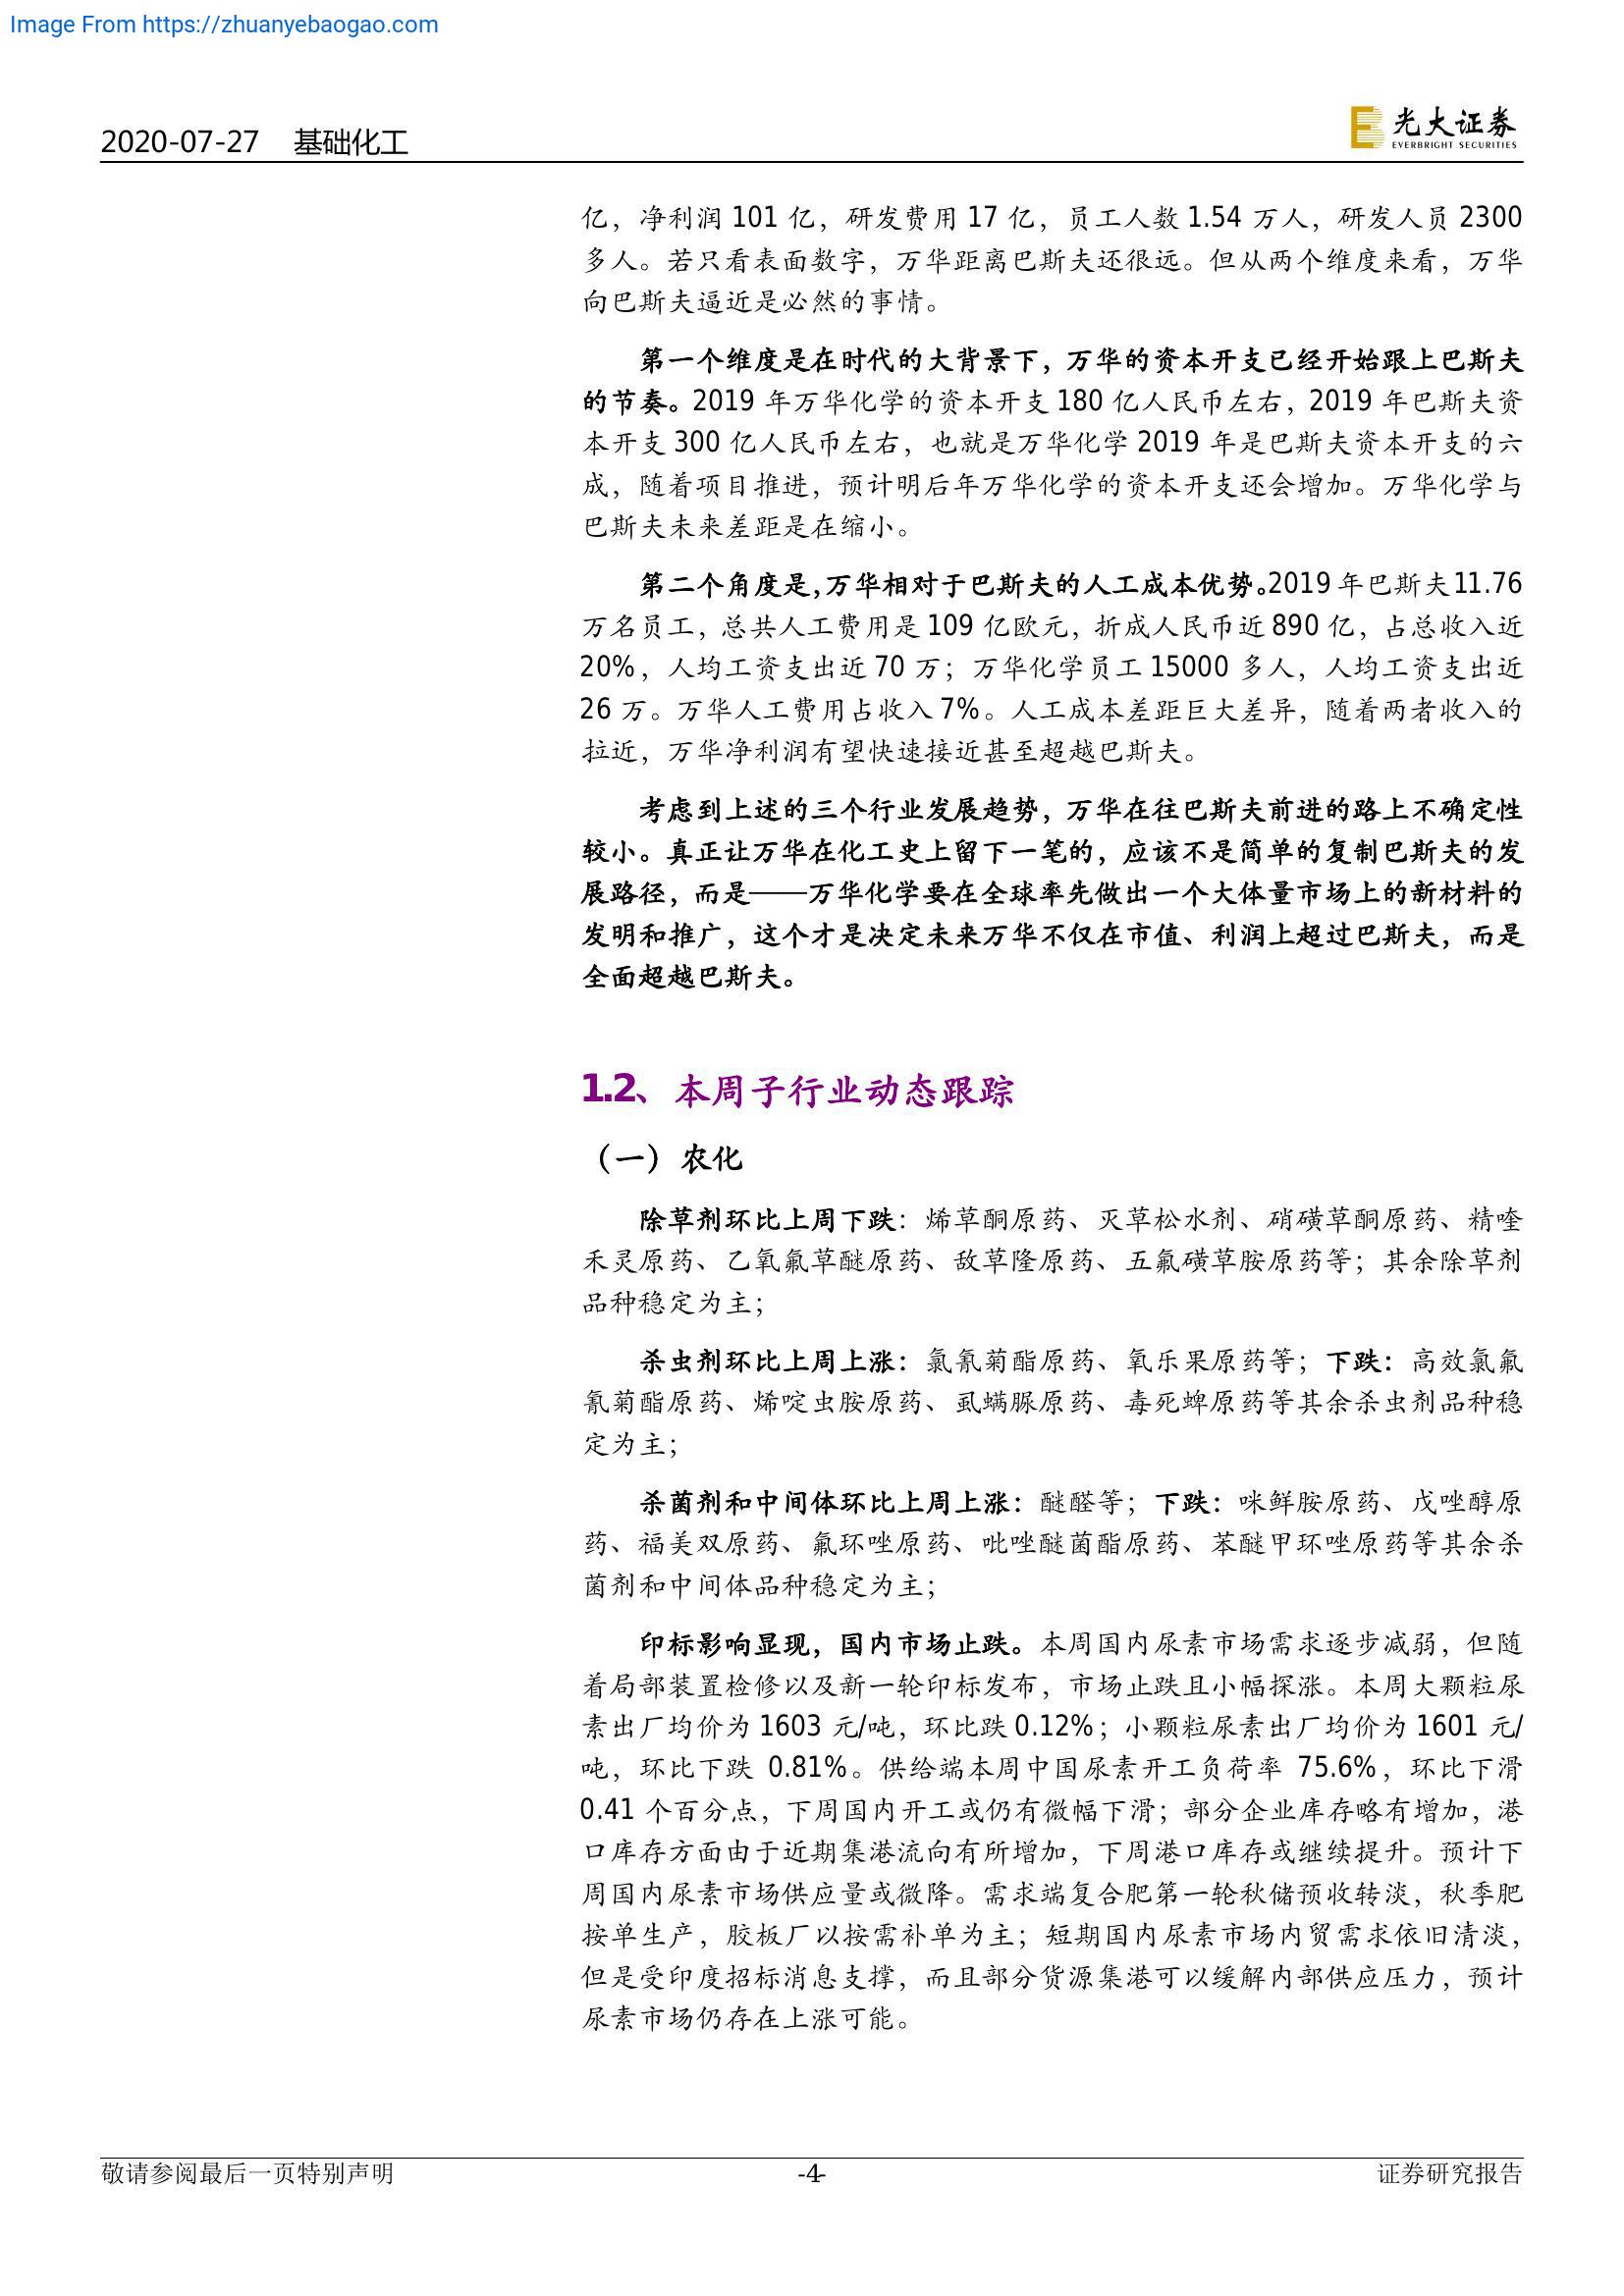 Image From https://zhuanyebaogao.com
2020-07-27 基础化工
光大证券
EVERBRIGHT SECURITIES
亿，净利润 101 亿，研发费用 17 亿，员工人数 1.54 万人，研发人员 2300
多人。若只看表面数字，万华距离巴斯夫还很远。但从两个维度来看，万华
向巴斯夫逼近是必然的事情。
第一个维度是在时代的大背景下，万华的资本开支已经开始跟上巴斯夫
的节奏。2019 年万华化学的资本开支 180 亿人民币左右，2019 年巴斯夫资
本开支 300 亿人民币左右，也就是万华化学 2019 年是巴斯夫资本开支的六
成，随着项目推进，预计明后年万华化学的资本开支还会增加。万华化学与
巴斯夫未来差距是在缩小。
第二个角度是，万华相对于巴斯夫的人工成本优势。2019 年巴斯夫 11.76
万名员工，总共人工费用是 109 亿欧元，折成人民币近 890 亿，占总收入近
20%，人均工资支出近 70 万；万华化学员工 15000 多人，人均工资支出近
26 万。万华人工费用占收入 7%。人工成本差距巨大差异，随着两者收入的
拉近，万华净利润有望快速接近甚至超越巴斯夫。
考虑到上述的三个行业发展趋势，万华在往巴斯夫前进的路上不确定性
较小。真正让万华在化工史上留下一笔的，应该不是简单的复制巴斯夫的发
展路径，而是——万华化学要在全球率先做出一个大体量市场上的新材料的
发明和推广，这个才是决定未来万华不仅在市值、利润上超过巴斯夫，而是
全面超越巴斯夫。
1.2、本周子行业动态跟踪
（一）农化
除草剂环比上周下跌：烯草酮原药、灭草松水剂、硝磺草酮原药、精喹
禾灵原药、乙氧氟草醚原药、敌草隆原药、五氟磺草胺原药等；其余除草剂
品种稳定为主；
杀虫剂环比上周上涨：氯氰菊酯原药、氧乐果原药等；下跌：高效氯氟
氰菊酯原药、烯啶虫胺原药、虱螨脲原药、毒死蜱原药等其余杀虫剂品种稳
定为主；
杀菌剂和中间体环比上周上涨：醚醛等；下跌：咪鲜胺原药、戊唑醇原
药、福美双原药、氟环唑原药、吡唑醚菌酯原药、苯醚甲环唑原药等其余杀
菌剂和中间体品种稳定为主；
印标影响显现，国内市场止跌。本周国内尿素市场需求逐步减弱，但随
着局部装置检修以及新一轮印标发布，市场止跌且小幅探涨。本周大颗粒尿
素出厂均价为 1603 元/吨，环比跌 0.12%；小颗粒尿素出厂均价为 1601 元/
吨，环比下跌 0.81%。供给端本周中国尿素开工负荷率 75.6%，环比下滑
0.41 个百分点，下周国内开工或仍有微幅下滑；部分企业库存略有增加，港
口库存方面由于近期集港流向有所增加，下周港口库存或继续提升。预计下
周国内尿素市场供应量或微降。需求端复合肥第一轮秋储预收转淡，秋季肥
按单生产，胶板厂以按需补单为主；短期国内尿素市场内贸需求依旧清淡，
但是受印度招标消息支撑，而且部分货源集港可以缓解内部供应压力，预计
尿素市场仍存在上涨可能。
敬请参阅最后一页特别声明
-4-
证券研究报告